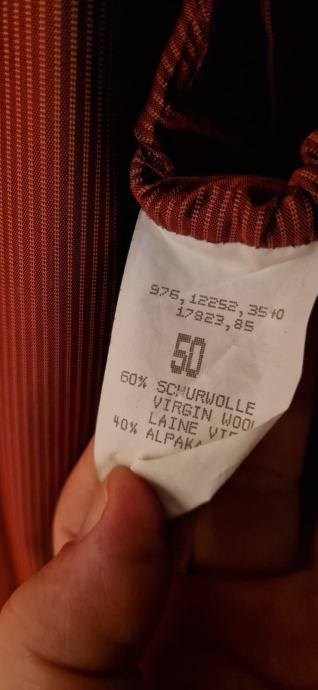 976,12252,3540
17823,85
50
60% SCHURWOLLE
VIRGIN WOOL
LAINE
40% ALPAKA